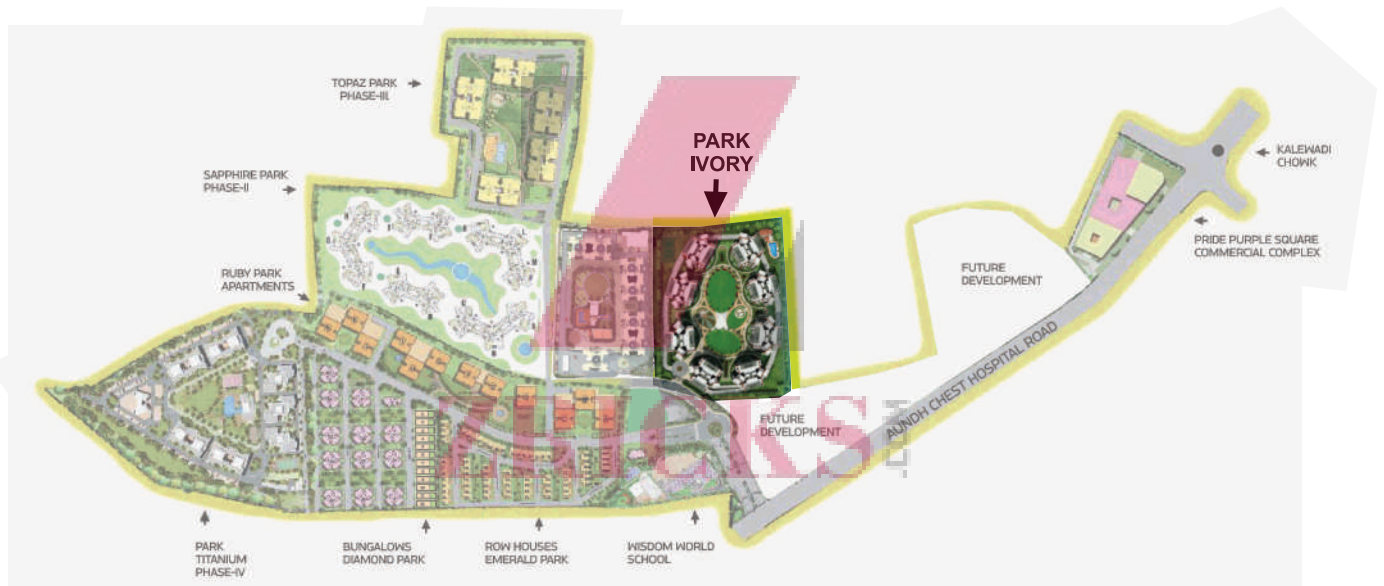 TOPAZ PARK
PHASE-III
PARK
IVORY
KALEWADI
CHOWK
SAPPHIRE PARK
PHASE-II
PRIDE PURPLE SQUARE
COMMERCIAL COMPLEX
RUBY PARK
APARTMENTS
FUTURE
DEVELOPMENT
AUNDH CHEST HOSPITAL ROAD
FUTURE
DEVELOPMENT
ZRICKS
PARK
TITANIUM
PHASE-IV
BUNGALOWS
DIAMOND PARK
ROW HOUSES
EMERALD PARK
WISDOM WORLD
SCHOOL